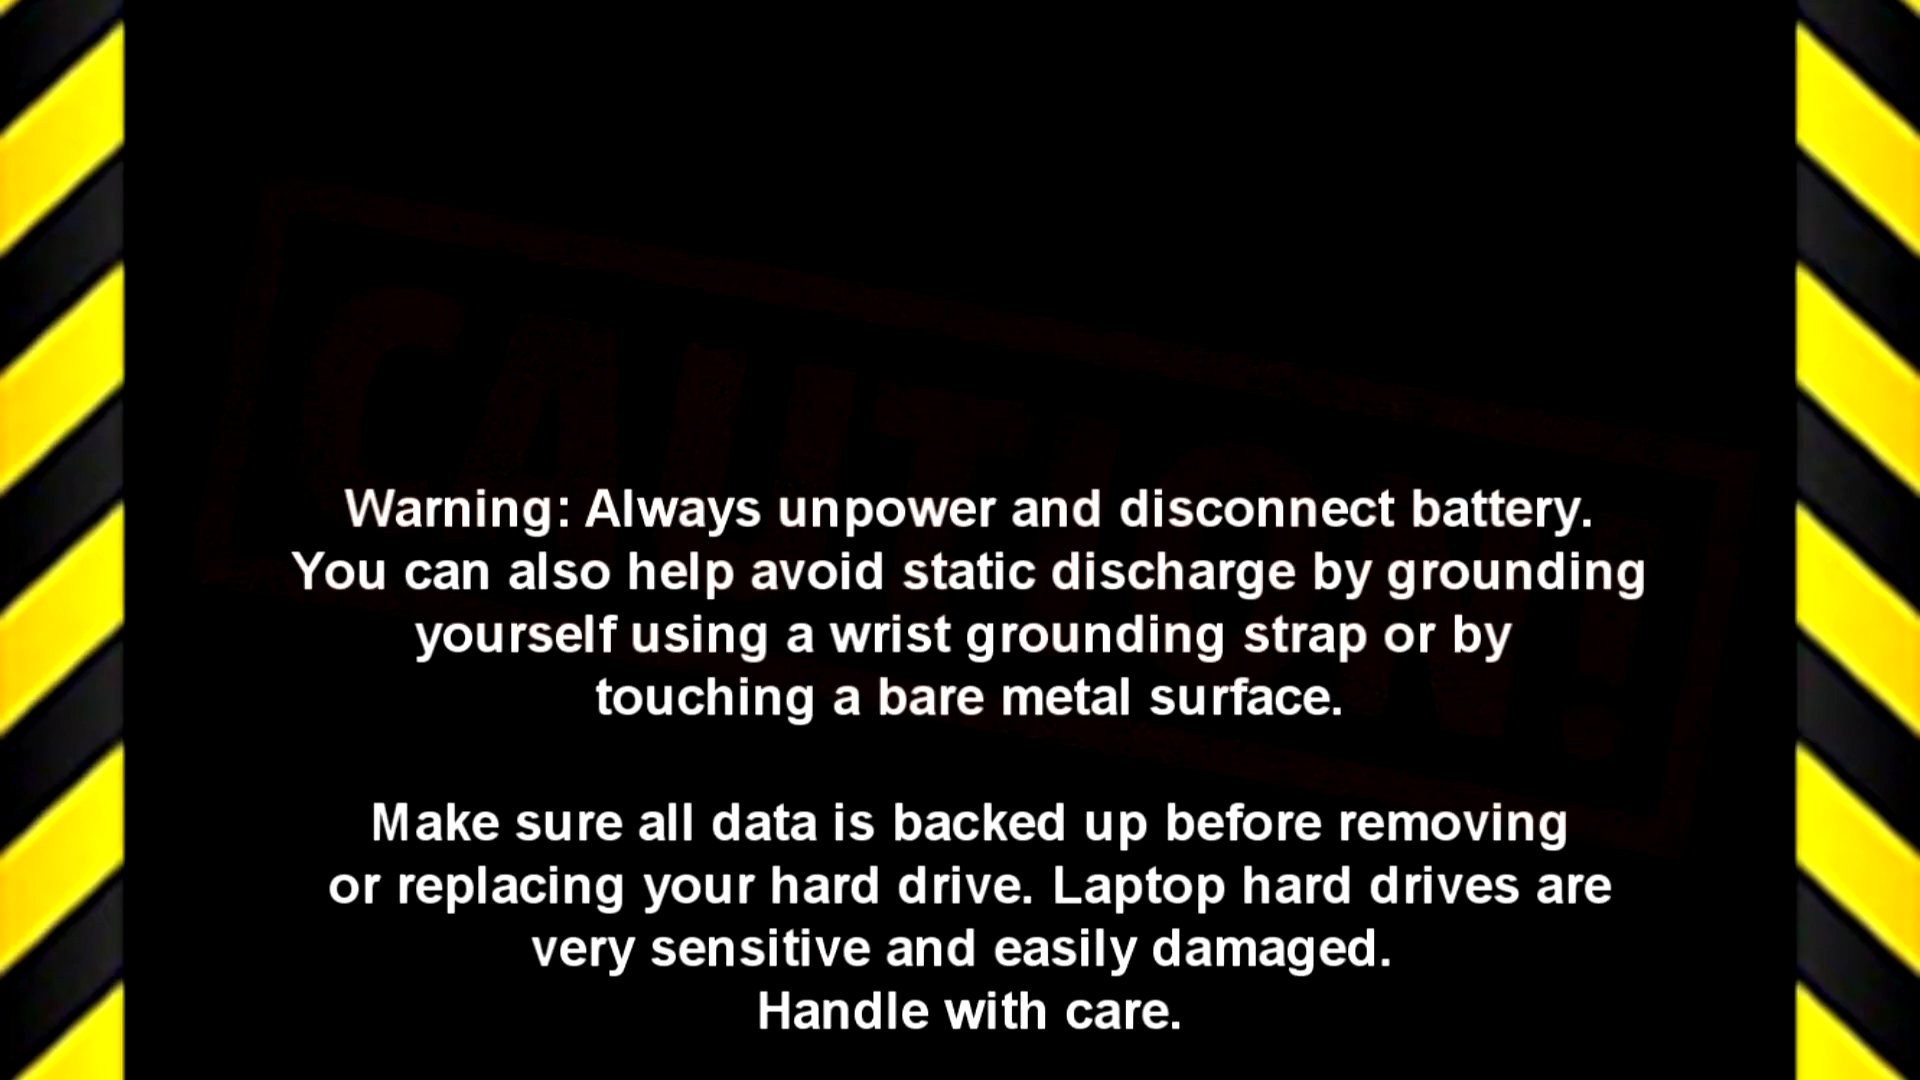 CAUTION!
Warning: Always unpower and disconnect battery.
You can also help avoid static discharge by grounding
yourself using a wrist grounding strap or by
touching a bare metal surface.
Make sure all data is backed up before removing
or replacing your hard drive. Laptop hard drives are
very sensitive and easily damaged.
Handle with care.